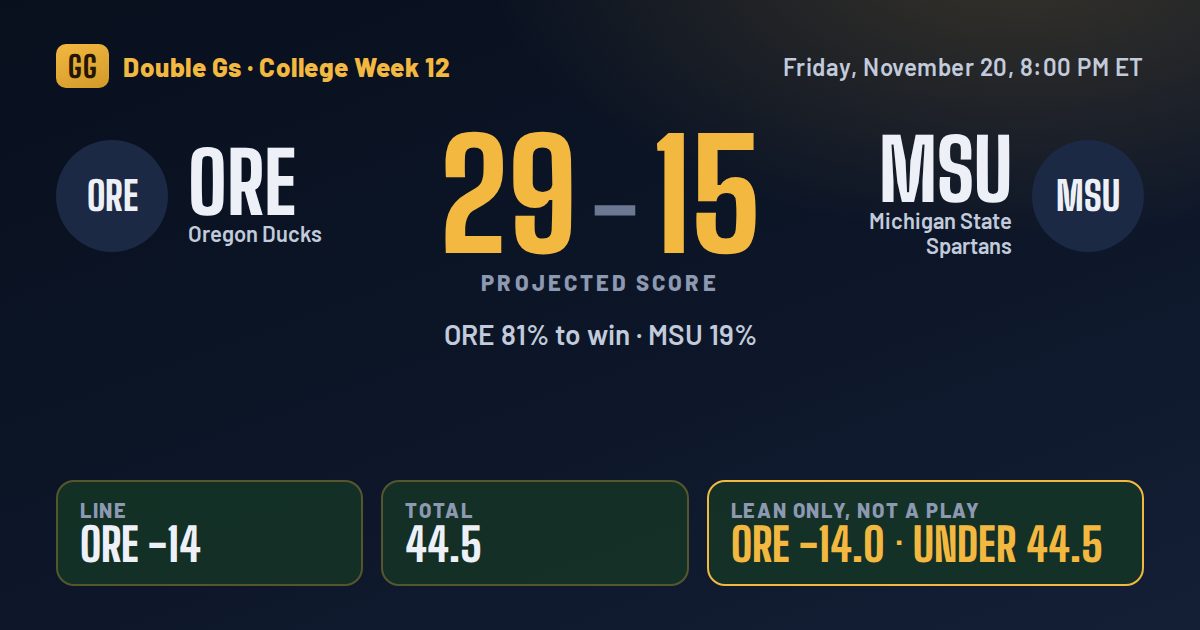 GG
Double Gs · College Week 12
Friday, November 20, 8:00 PM ET
ORE
ORE
Oregon Ducks
29 – 15
PROJECTED SCORE
ORE 81% to win · MSU 19%
MSU
Michigan State
Spartans
MSU
LINE
ORE −14
TOTAL
44.5
LEAN ONLY, NOT A PLAY
ORE −14.0 · UNDER 44.5